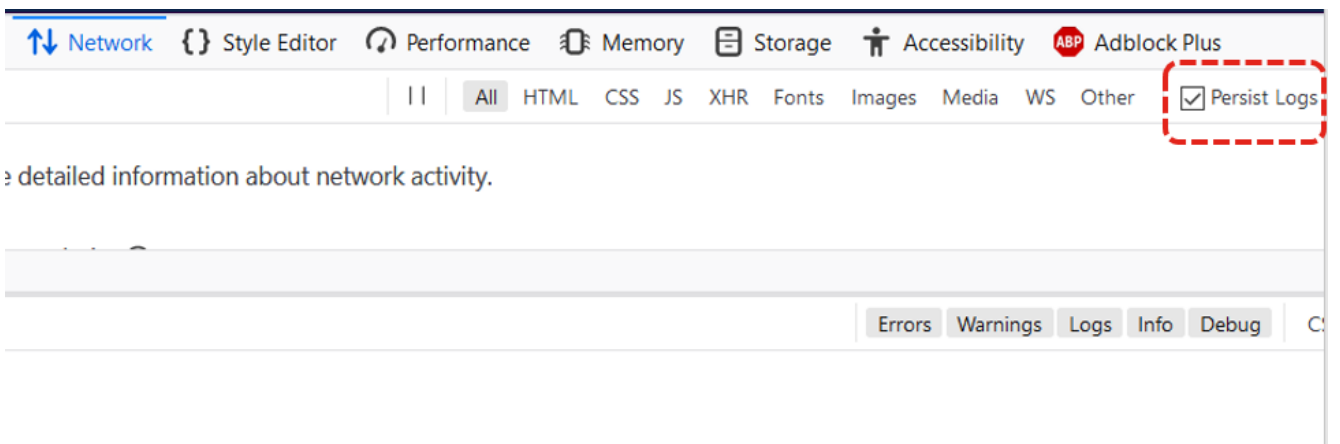 Network Style Editor Performance Memory Storage Accessibility ABP Adblock Plus
All HTML CSS JS XHR Fonts Images Media WS Other Persist Logs
e detailed information about network activity.
Errors Warnings Logs Info Debug